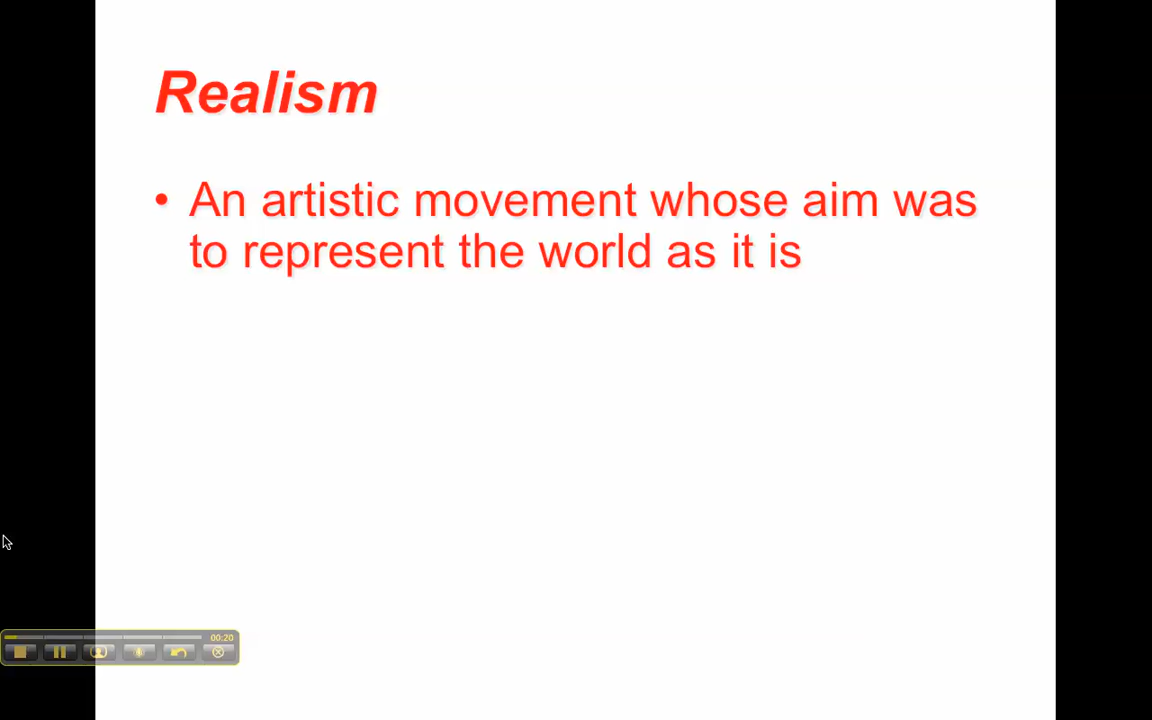 Realism
• An artistic movement whose aim was
to represent the world as it is
00:20